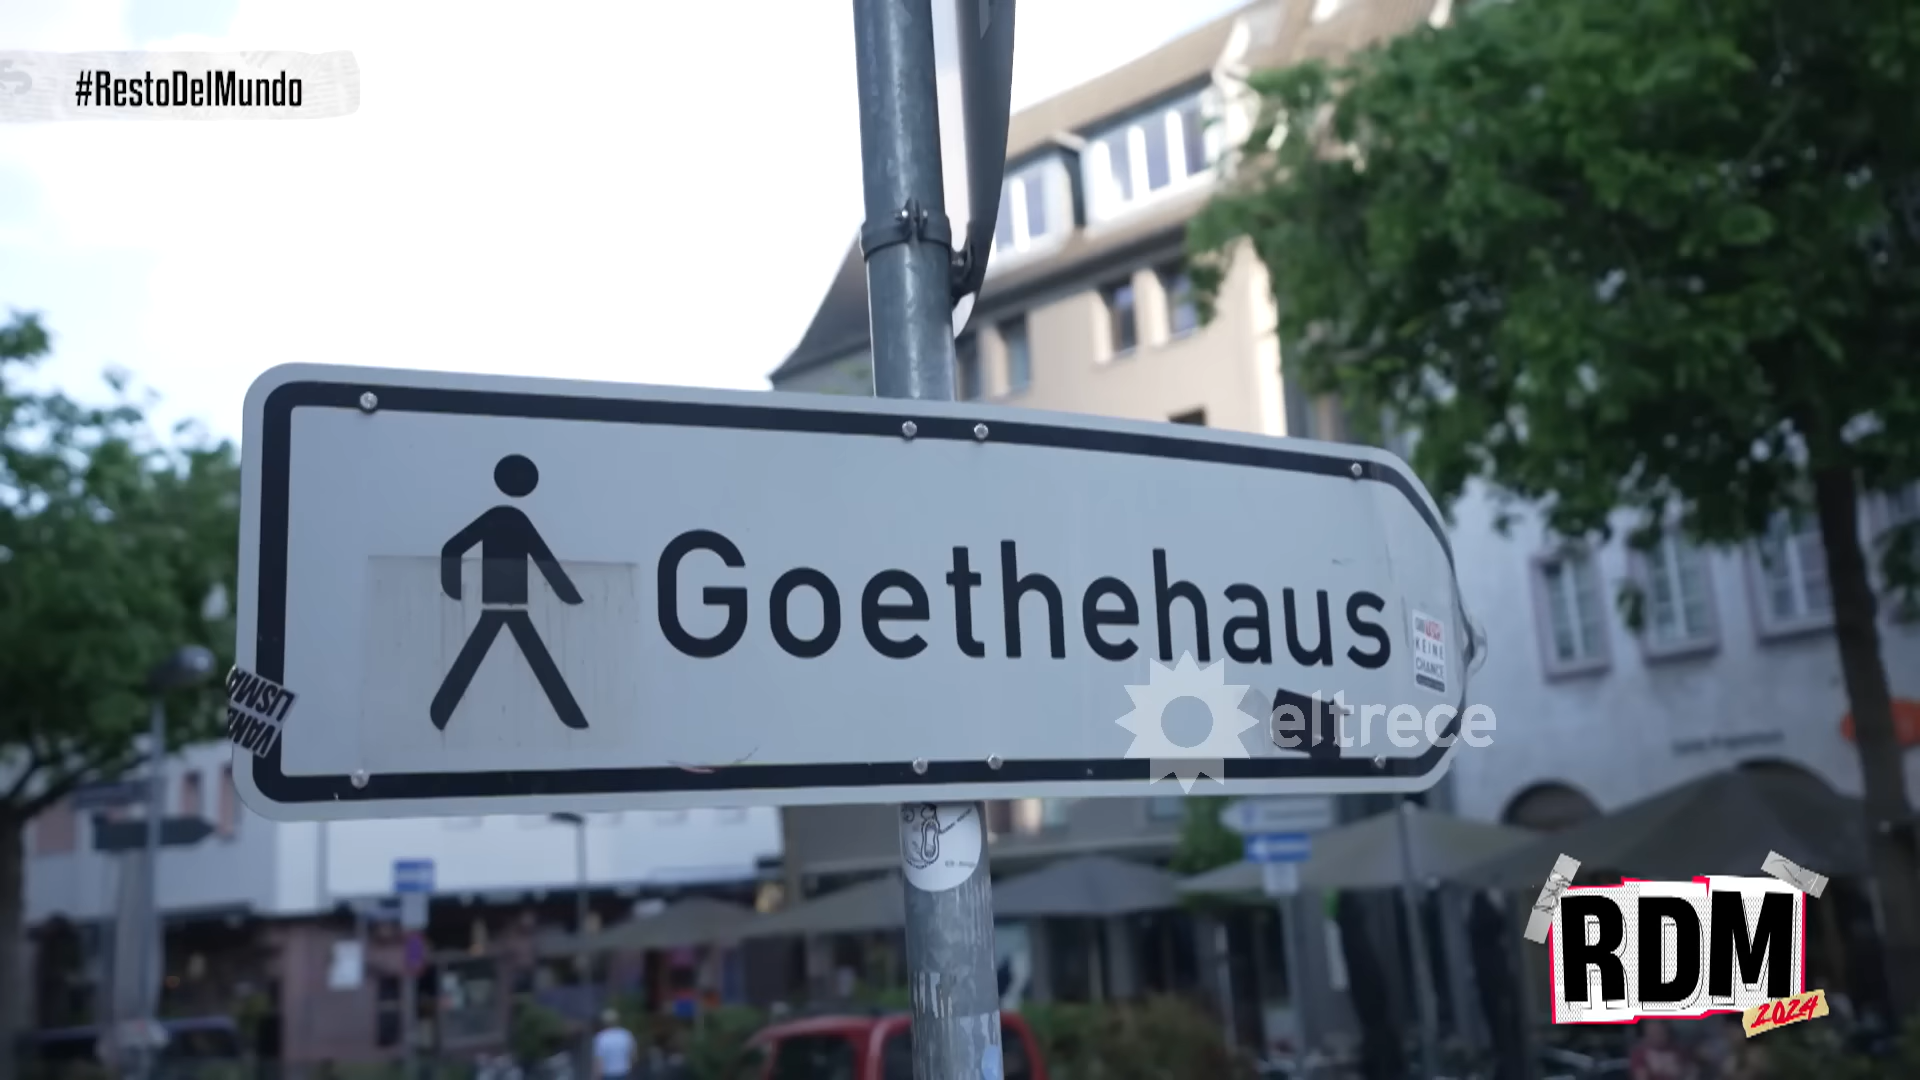 #RestoDelMundo
Goethehaus
KEINE
CHANCE
eltrece
RDM
2024